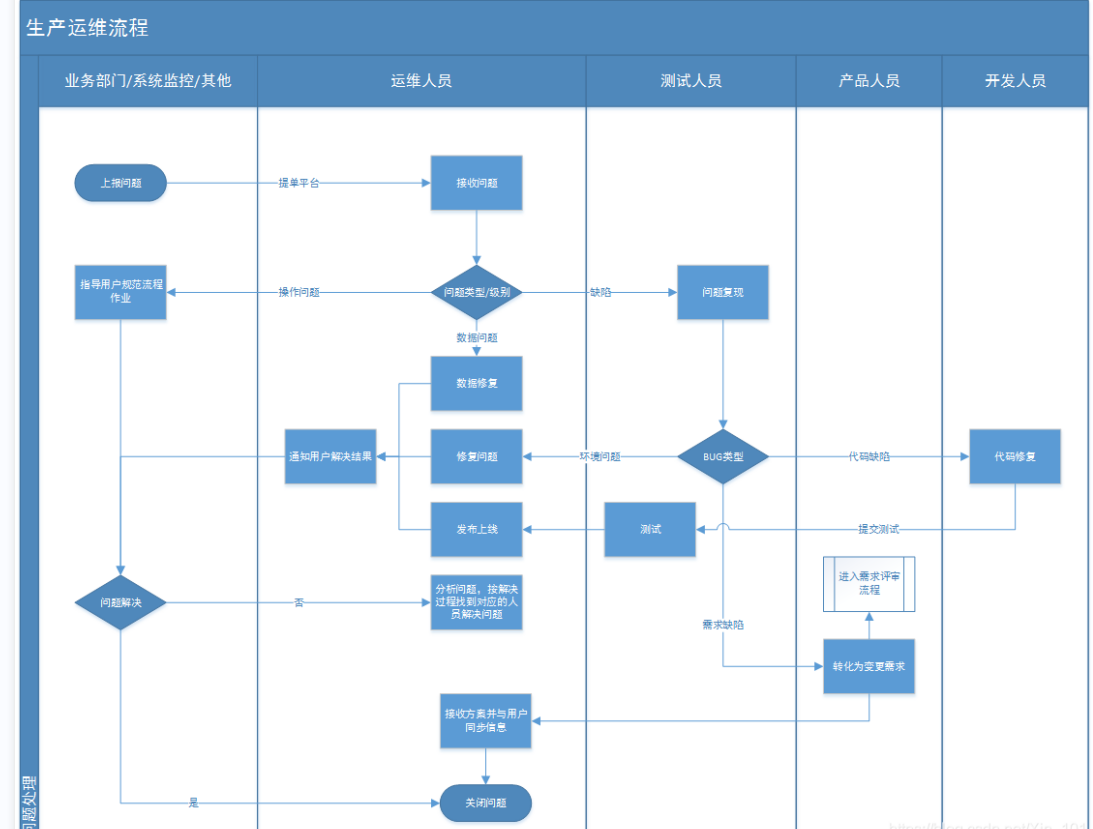 生产运维流程
业务部门/系统监控/其他
运维人员
测试人员
产品人员
开发人员
上报问题
提单平台
接收问题
指导用户规范流程
作业
操作问题
问题类型/级别
缺陷
问题复现
数据问题
数据修复
通知用户解决结果
修复问题
环境问题
BUG类型
代码缺陷
代码修复
发布上线
测试
提交测试
进入需求评审
流程
问题解决
否
分析问题，按解决
过程找到对应的人
员解决问题
需求缺陷
转化为变更需求
接收方案并与用户
同步信息
是
关闭问题
问题处理